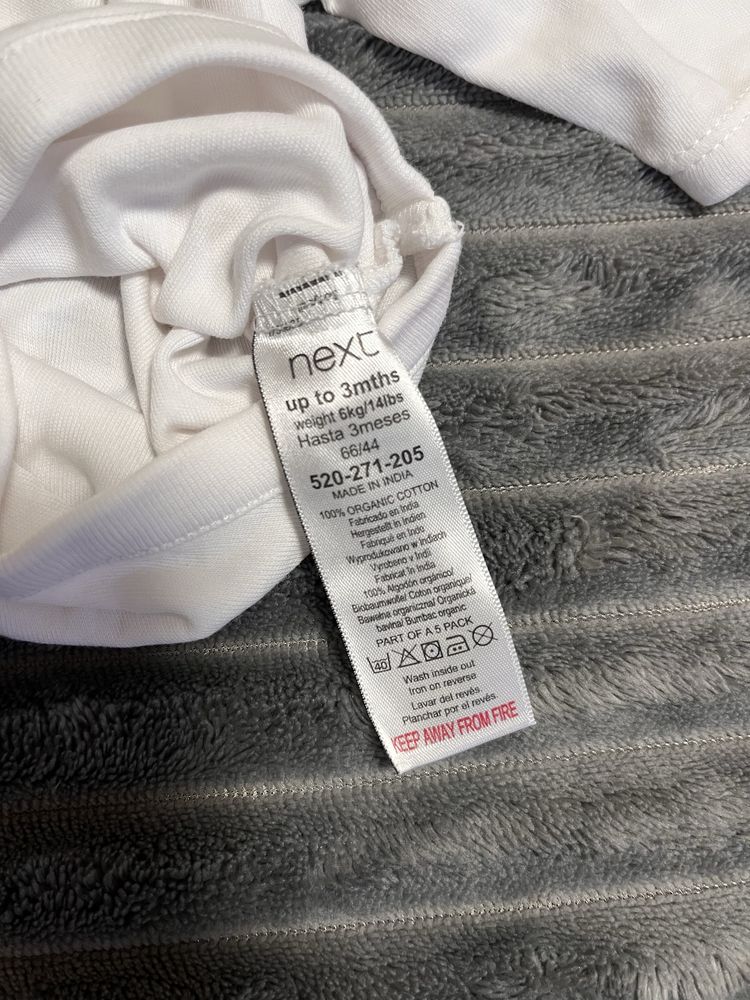 next
up to 3mths
weight 6kg/14lbs
Hasta 3meses
66/44
520-271-205
MADE IN INDIA
100% ORGANIC COTTON
Fabricado en India
Hergestellt in Indien
Fabriqué en Inde
Wyprodukowano w Indiach
Vyrobeno v Indii
Fabricat în India
100% Algodón orgánico/
Biobaumwolle/ Coton organique/
Bawełna organiczna/ Organická
bavlna/ Bumbac organic
PART OF A 5 PACK
40
Wash inside out
Iron on reverse
Lavar del revés
Planchar por el revés
KEEP AWAY FROM FIRE